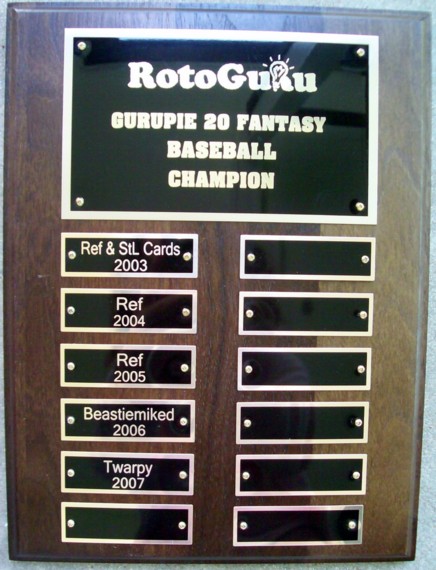 RotoGuRu
GURUPIE 20 FANTASY
BASEBALL
CHAMPION
Ref & StL Cards
2003
Ref
2004
Ref
2005
Beastiemiked
2006
Twarpy
2007